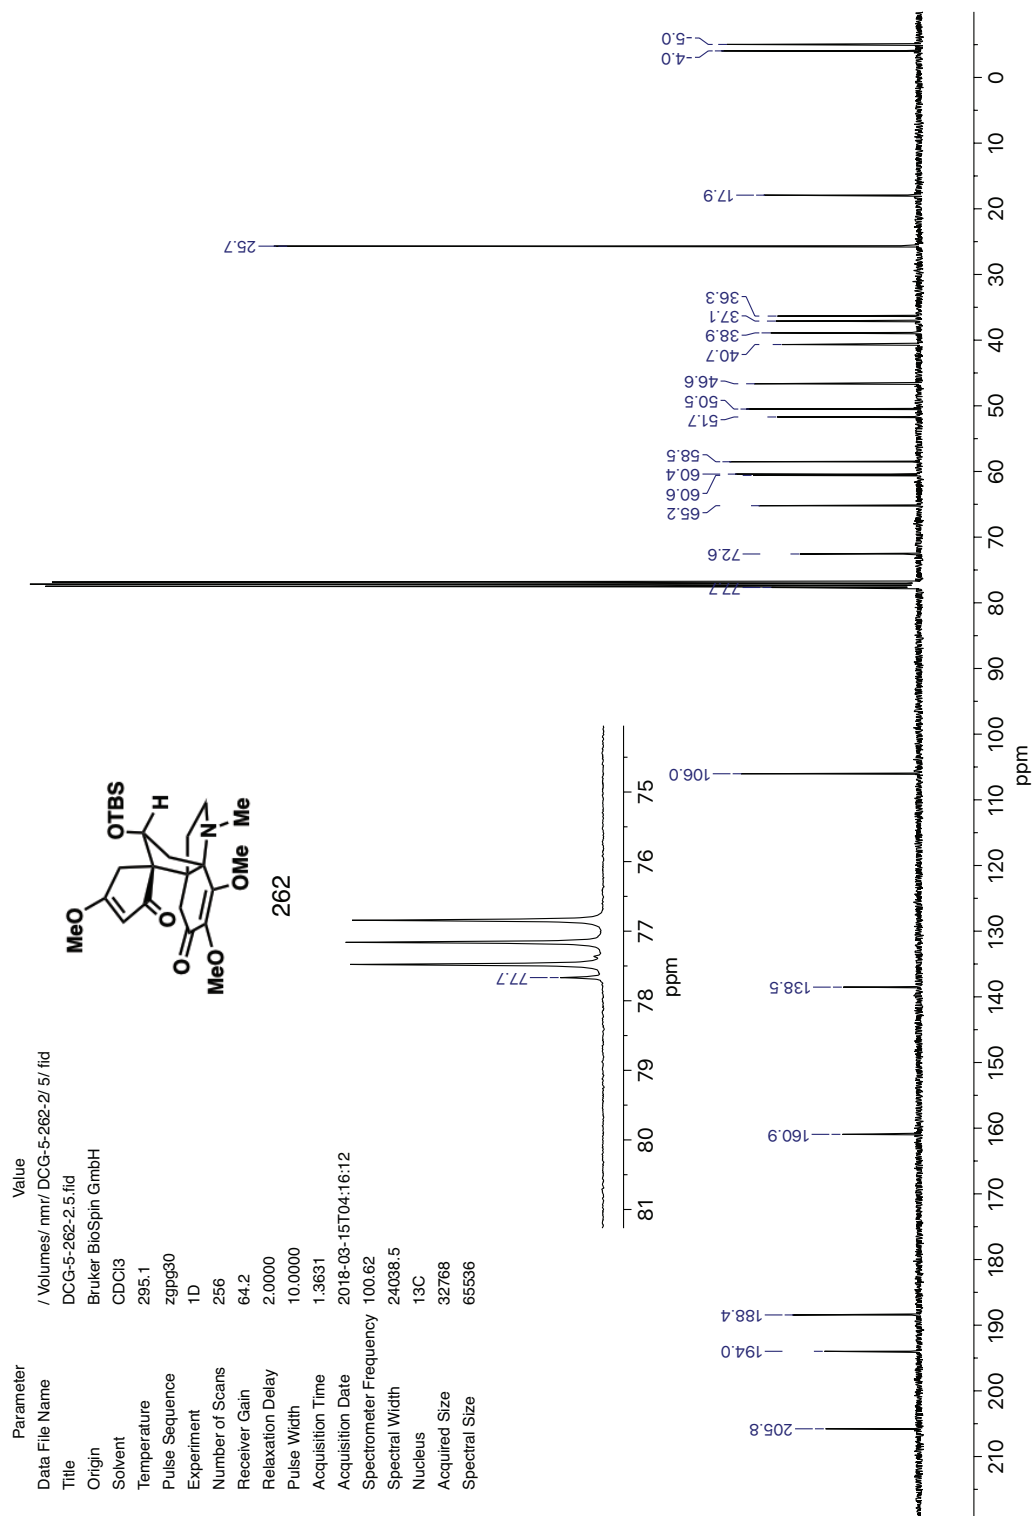 Parameter Value
Data File Name / Volumes/ nmr/ DCG-5-262-2/ 5/ fid
Title DCG-5-262-2.5.fid
Origin Bruker BioSpin GmbH
Solvent CDCl3
Temperature 295.1
Pulse Sequence zgpg30
Experiment 1D
Number of Scans 256
Receiver Gain 64.2
Relaxation Delay 2.0000
Pulse Width 10.0000
Acquisition Time 1.3631
Acquisition Date 2018-03-15T04:16:12
Spectrometer Frequency 100.62
Spectral Width 24038.5
Nucleus 13C
Acquired Size 32768
Spectral Size 65536
MeO
OTBS
H
O
O
N
Me
OMe
MeO
262
77.7
81 80 79 78 77 76 75
ppm
205.8
194.0
188.4
160.9
138.5
106.0
77.7
72.6
65.2
60.6
60.4
58.5
51.7
50.5
46.6
40.7
38.9
37.1
36.3
25.7
17.9
-4.0
-5.0
210 200 190 180 170 160 150 140 130 120 110 100 90 80 70 60 50 40 30 20 10 0
ppm